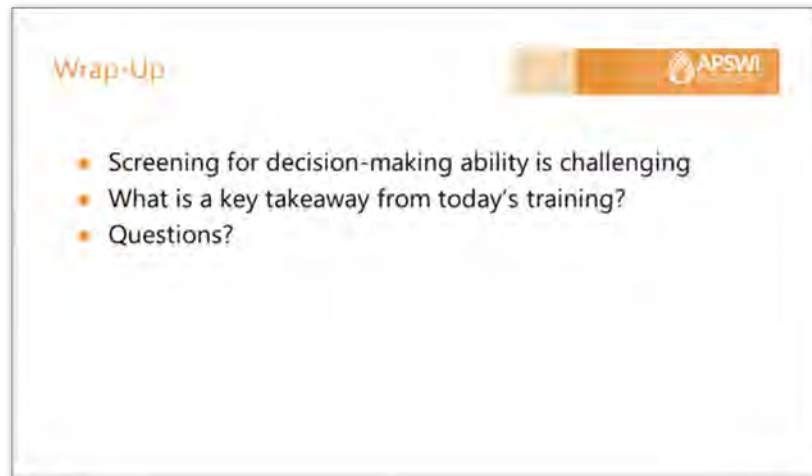 Wrap-Up
APSWI
Screening for decision-making ability is challenging
What is a key takeaway from today's training?
Questions?